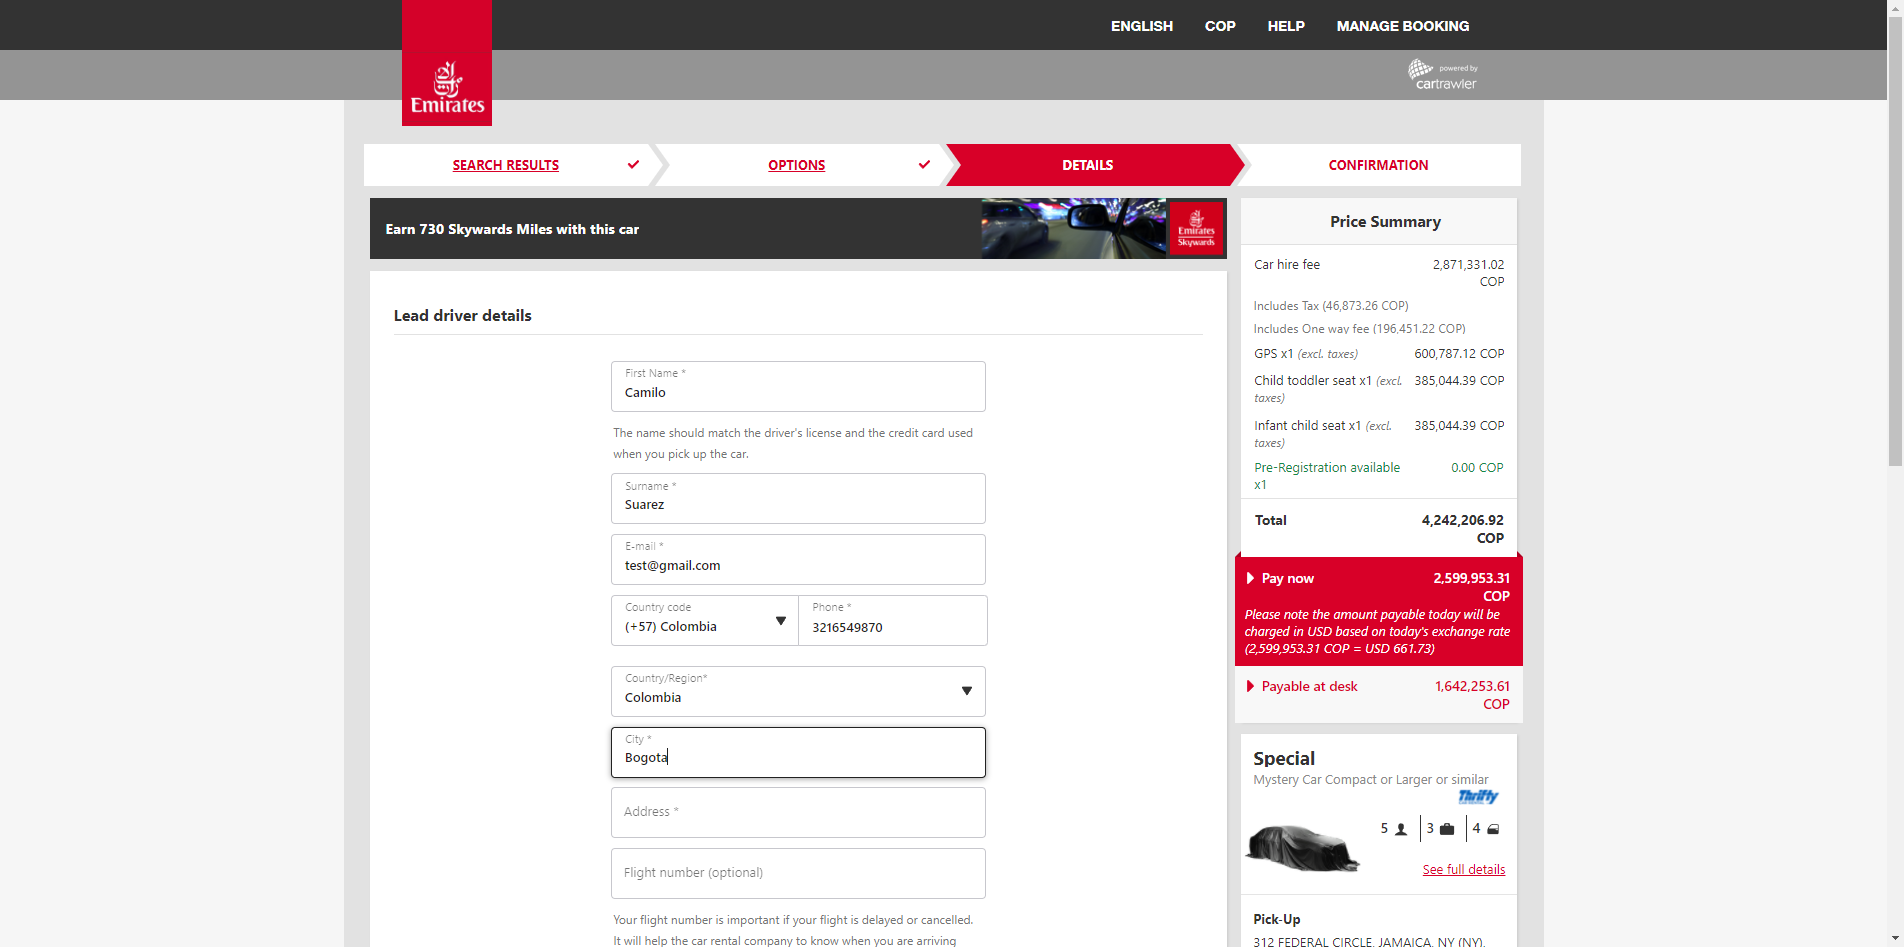 ENGLISH COP HELP MANAGE BOOKING
powered by
cartrawler
Emirates
SEARCH RESULTS OPTIONS DETAILS CONFIRMATION
Earn 730 Skywards Miles with this car
Emirates
Skywards
Lead driver details
First Name *
Camilo
The name should match the driver's license and the credit card used
when you pick up the car.
Surname *
Suarez
E-mail *
test@gmail.com
Country code
(+57) Colombia
Phone *
3216549870
Country/Region*
Colombia
City *
Bogota
Address *
Flight number (optional)
Your flight number is important if your flight is delayed or cancelled.
It will help the car rental company to know when you are arriving
Price Summary
Car hire fee 2,871,331.02
COP
Includes Tax (46,873.26 COP)
Includes One way fee (196,451.22 COP)
GPS x1 (excl. taxes) 600,787.12 COP
Child toddler seat x1 (excl. 385,044.39 COP
taxes)
Infant child seat x1 (excl. 385,044.39 COP
taxes)
Pre-Registration available 0.00 COP
x1
Total 4,242,206.92
COP
Pay now 2,599,953.31
COP
Please note the amount payable today will be
charged in USD based on today's exchange rate
(2,599,953.31 COP = USD 661.73)
Payable at desk 1,642,253.61
COP
Special
Mystery Car Compact or Larger or similar
Thrifty
5 3 4
See full details
Pick-Up
312 FEDERAL CIRCLE, JAMAICA, NY (NY),